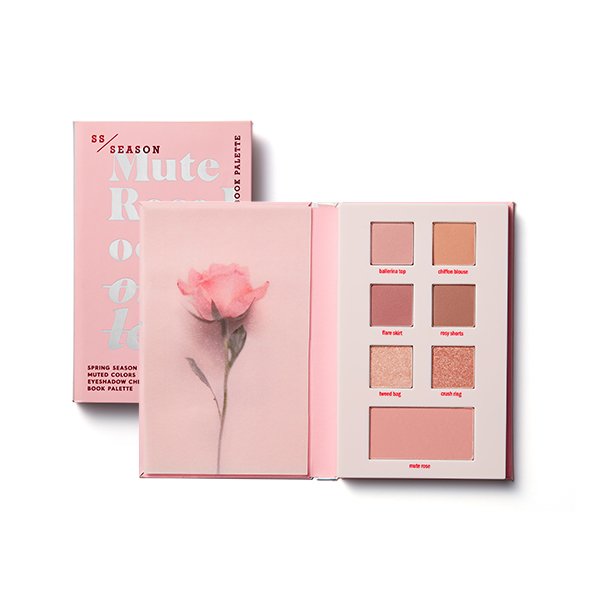 SS/SEASON
Mute
BOOK PALETTE
SPRING SEASON
MUTED COLORS
EYESHADOW
BOOK PALETTE
ballerina top
chiffon blouse
flare skirt
rosy shorts
tweed bag
crush ring
mute rose